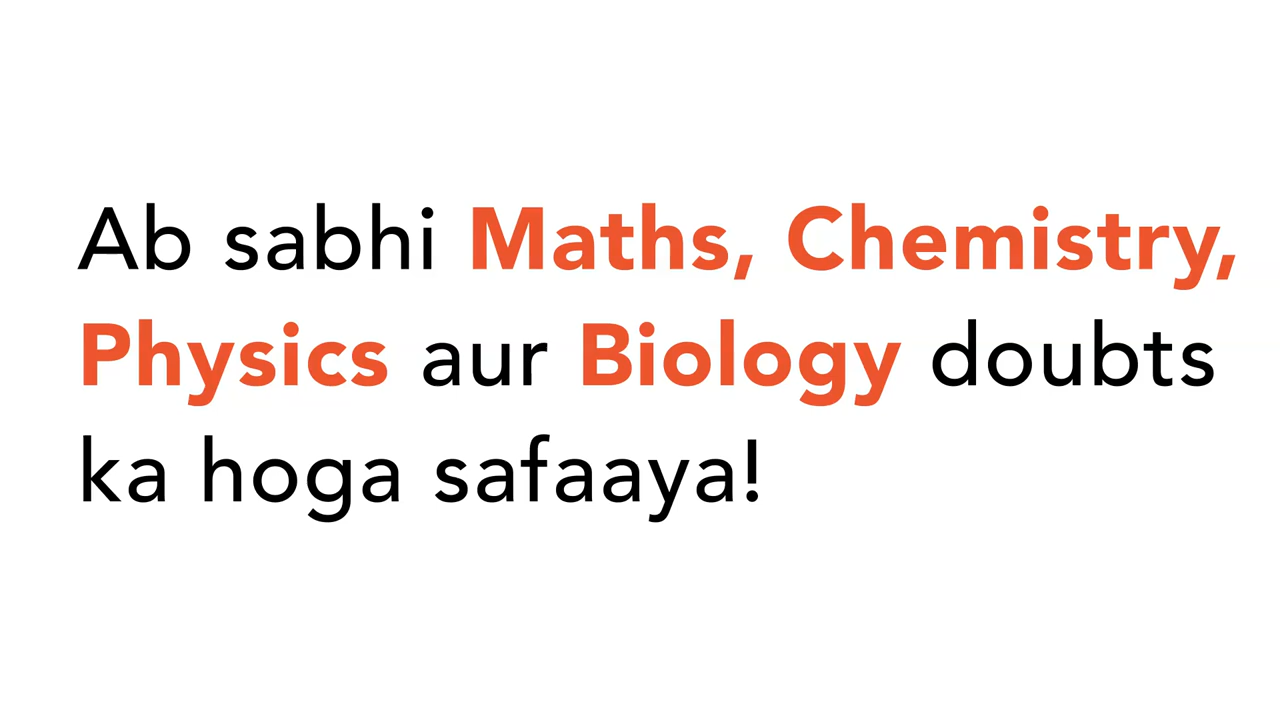 Ab sabhi Maths, Chemistry,
Physics aur Biology doubts
ka hoga safaaya!